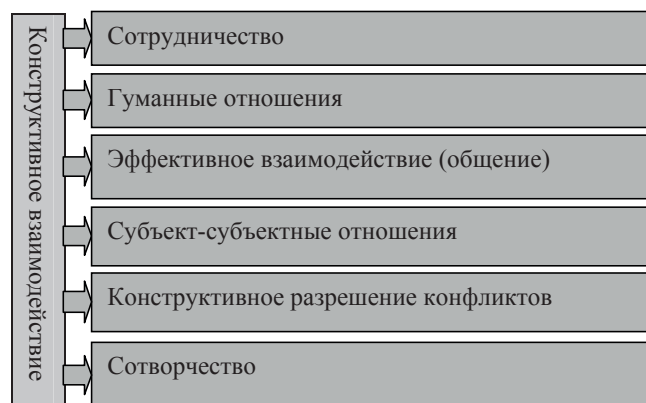 Конструктивное взаимодействие
Сотрудничество
Гуманные отношения
Эффективное взаимодействие (общение)
Субъект-субъектные отношения
Конструктивное разрешение конфликтов
Сотворчество